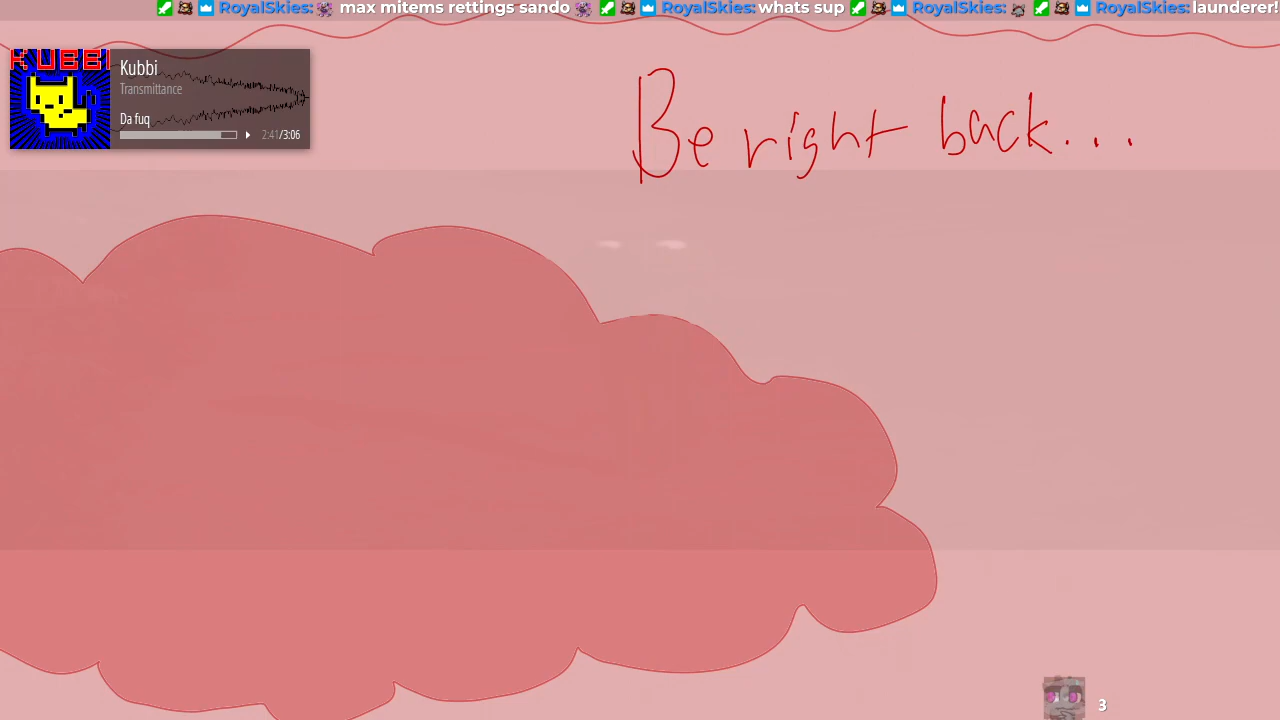 RoyalSkies: max mitems rettings sando RoyalSkies: whats sup RoyalSkies: RoyalSkies: launderer!
KUBBI
Kubbi
Transmittance
Da fuq
2:41/3:06
Be right back...
3